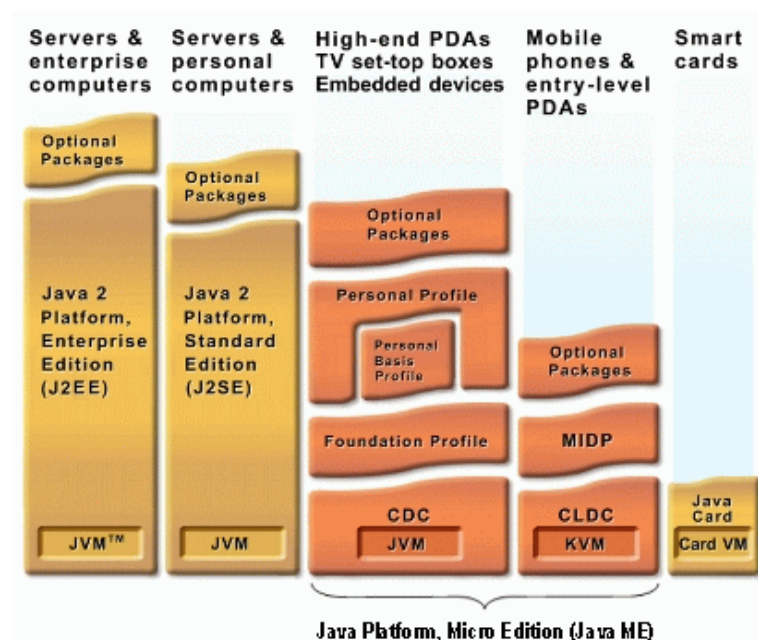 Servers &
enterprise
computers
Servers &
personal
computers
High-end PDAs
TV set-top boxes
Embedded devices
Mobile
phones &
entry-level
PDAs
Smart
cards
Optional
Packages
Java 2
Platform,
Enterprise
Edition
(J2EE)
JVM™
Optional
Packages
Java 2
Platform,
Standard
Edition
(J2SE)
JVM
Optional
Packages
Personal Profile
Personal
Basis
Profile
Foundation Profile
CDC
JVM
Optional
Packages
MIDP
CLDC
KVM
Java
Card
Card VM
Java Platform, Micro Edition (Java ME)